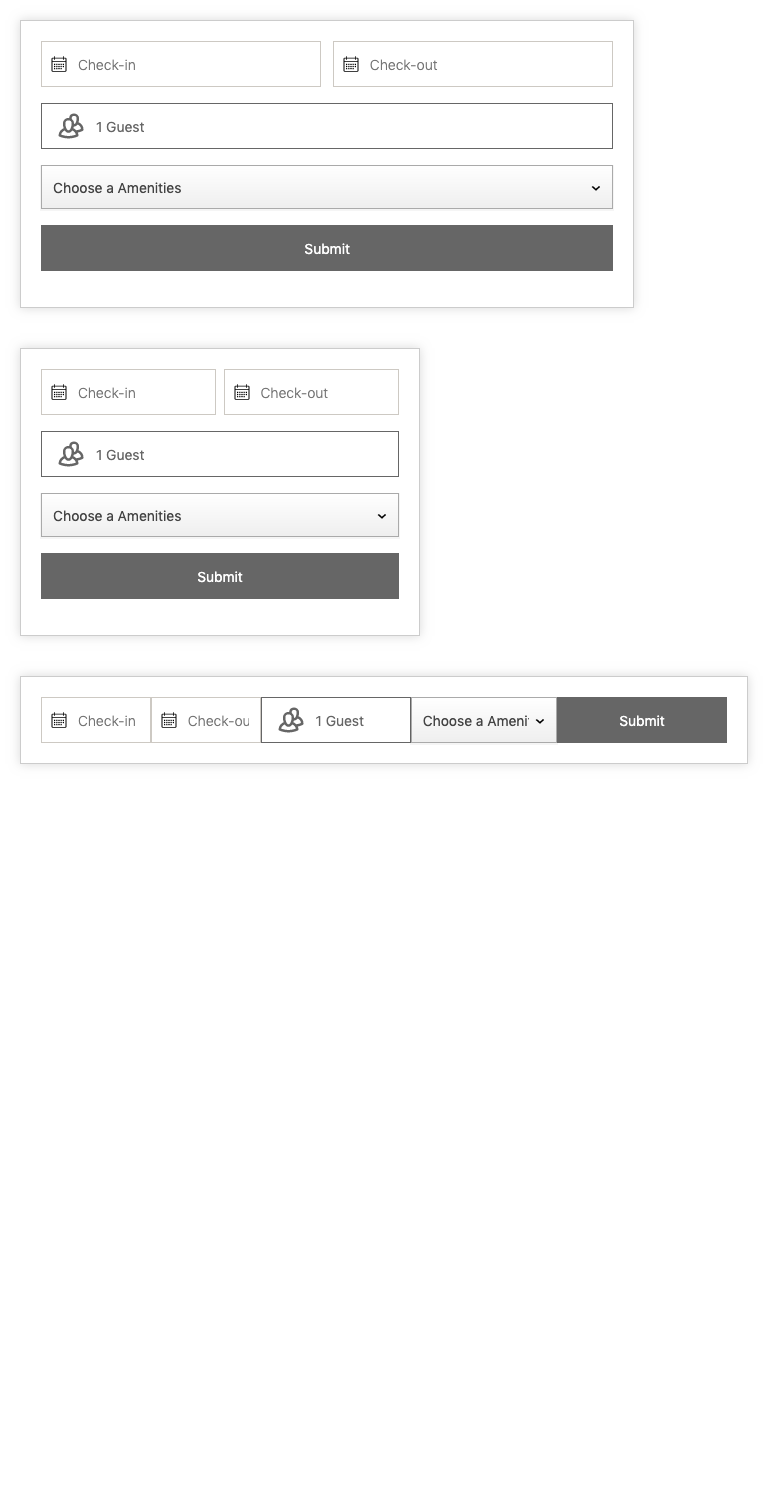 Check-in Check-out
1 Guest
Choose a Amenities
Submit
Check-in Check-out
1 Guest
Choose a Amenities
Submit
Check-in Check-ou 1 Guest Choose a Ameni Submit